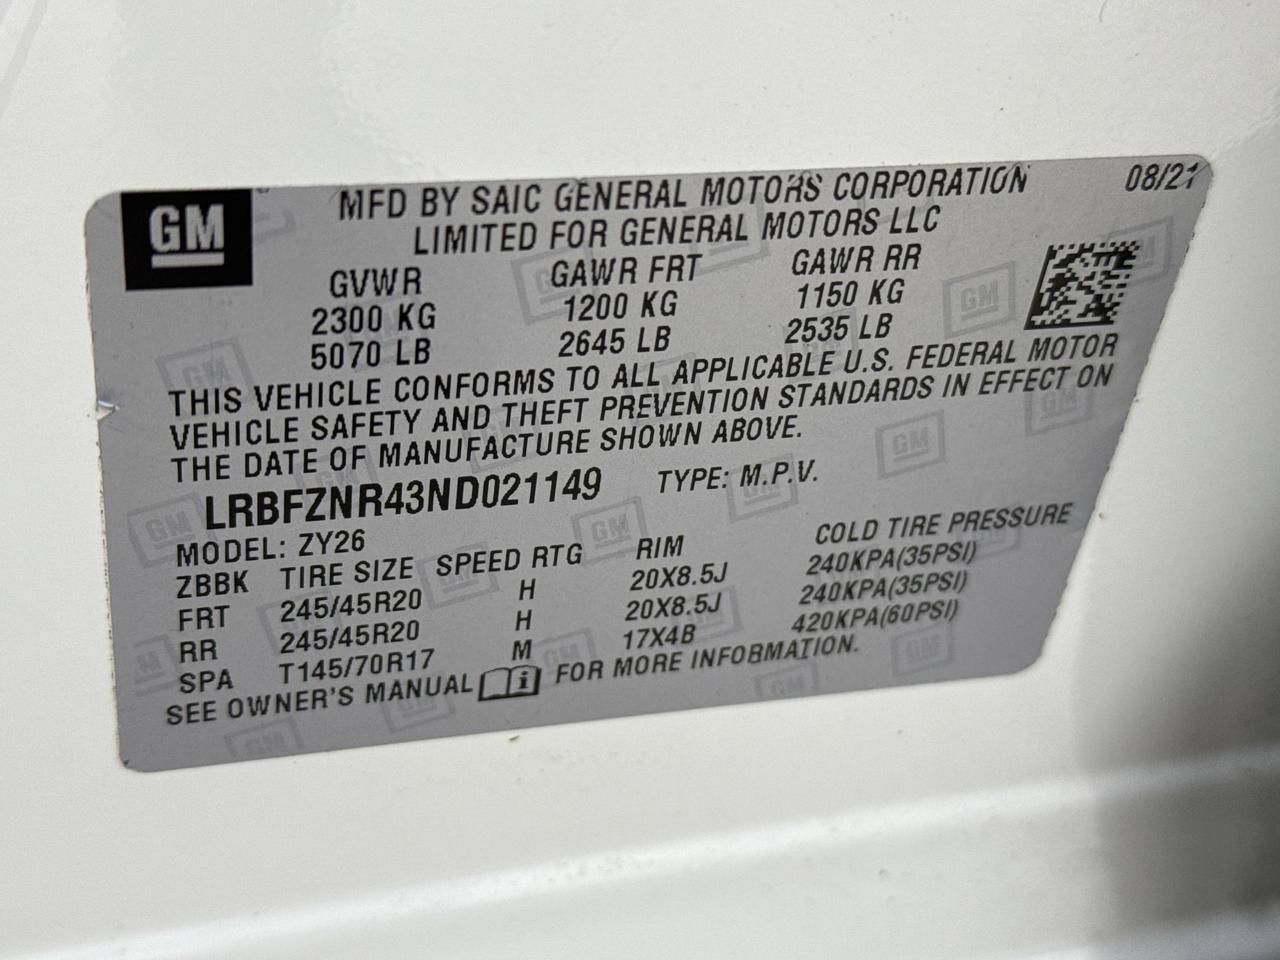 GM
MFD BY SAIC GENERAL MOTORS CORPORATION 08/21
LIMITED FOR GENERAL MOTORS LLC
GVWR GAWR FRT GAWR RR
2300 KG 1200 KG 1150 KG
5070 LB 2645 LB 2535 LB
THIS VEHICLE CONFORMS TO ALL APPLICABLE U.S. FEDERAL MOTOR
VEHICLE SAFETY AND THEFT PREVENTION STANDARDS IN EFFECT ON
THE DATE OF MANUFACTURE SHOWN ABOVE.
LRBFZNR43ND021149 TYPE: M.P.V.
MODEL: ZY26
ZBBK TIRE SIZE SPEED RTG RIM COLD TIRE PRESSURE
FRT 245/45R20 H 20X8.5J 240KPA(35PSI)
RR 245/45R20 H 20X8.5J 240KPA(35PSI)
SPA T145/70R17 M 17X4B 420KPA(60PSI)
SEE OWNER'S MANUAL i FOR MORE INFORMATION.